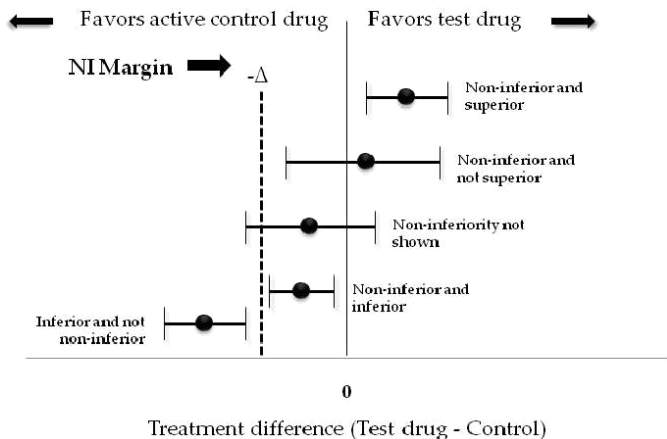 Favors active control drug
Favors test drug
NI Margin
-Δ
Non-inferior and
superior
Non-inferior and
not superior
Non-inferiority not
shown
Non-inferior and
inferior
Inferior and not
non-inferior
0
Treatment difference (Test drug - Control)